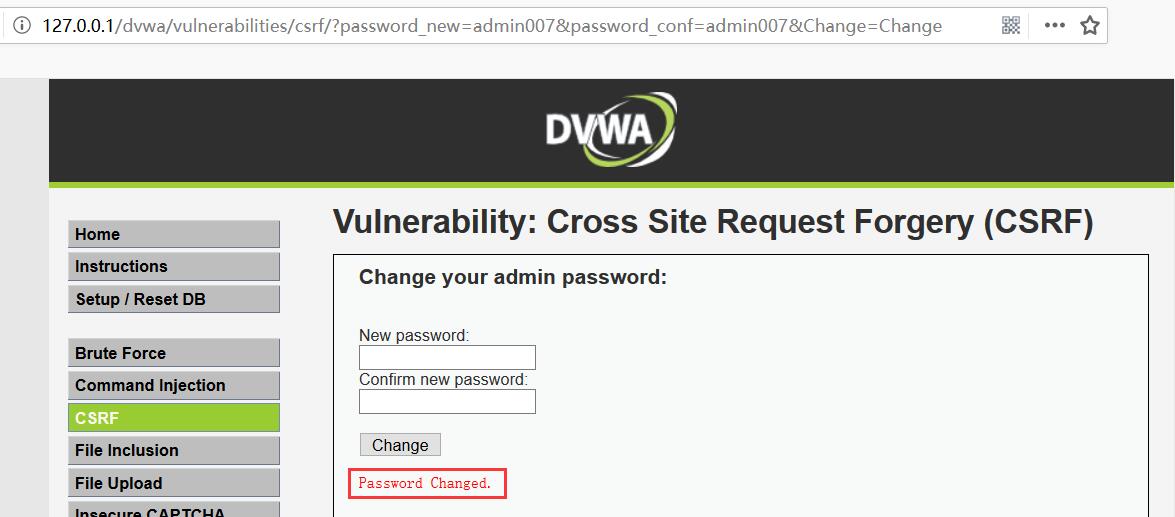 127.0.0.1/dvwa/vulnerabilities/csrf/?password_new=admin007&password_conf=admin007&Change=Change
DVWA
Vulnerability: Cross Site Request Forgery (CSRF)
Home
Instructions
Setup / Reset DB
Brute Force
Command Injection
CSRF
File Inclusion
File Upload
Insecure CAPTCHA
Change your admin password:
New password:
Confirm new password:
Change
Password Changed.